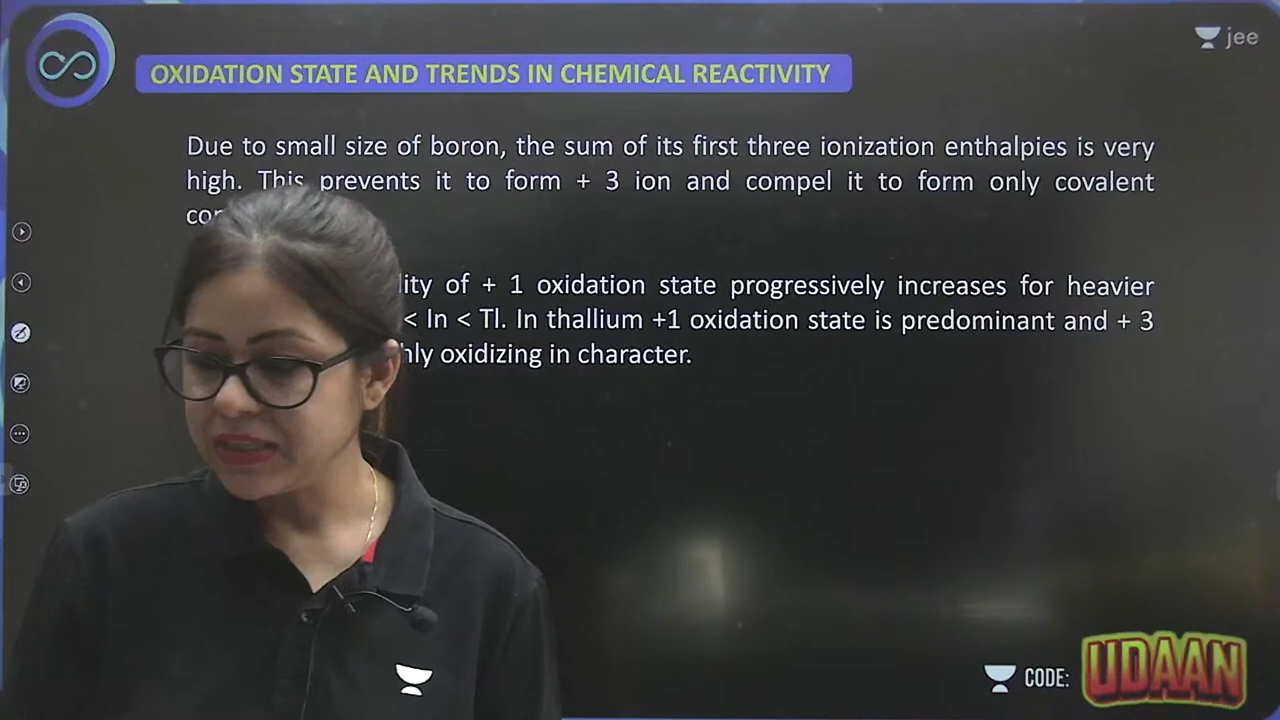 jee
OXIDATION STATE AND TRENDS IN CHEMICAL REACTIVITY
Due to small size of boron, the sum of its first three ionization enthalpies is very
high. This prevents it to form + 3 ion and compel it to form only covalent
of + 1 oxidation state progressively increases for heavier
< In < Tl. In thallium +1 oxidation state is predominant and + 3
oxidizing in character.
CODE: UDAAN